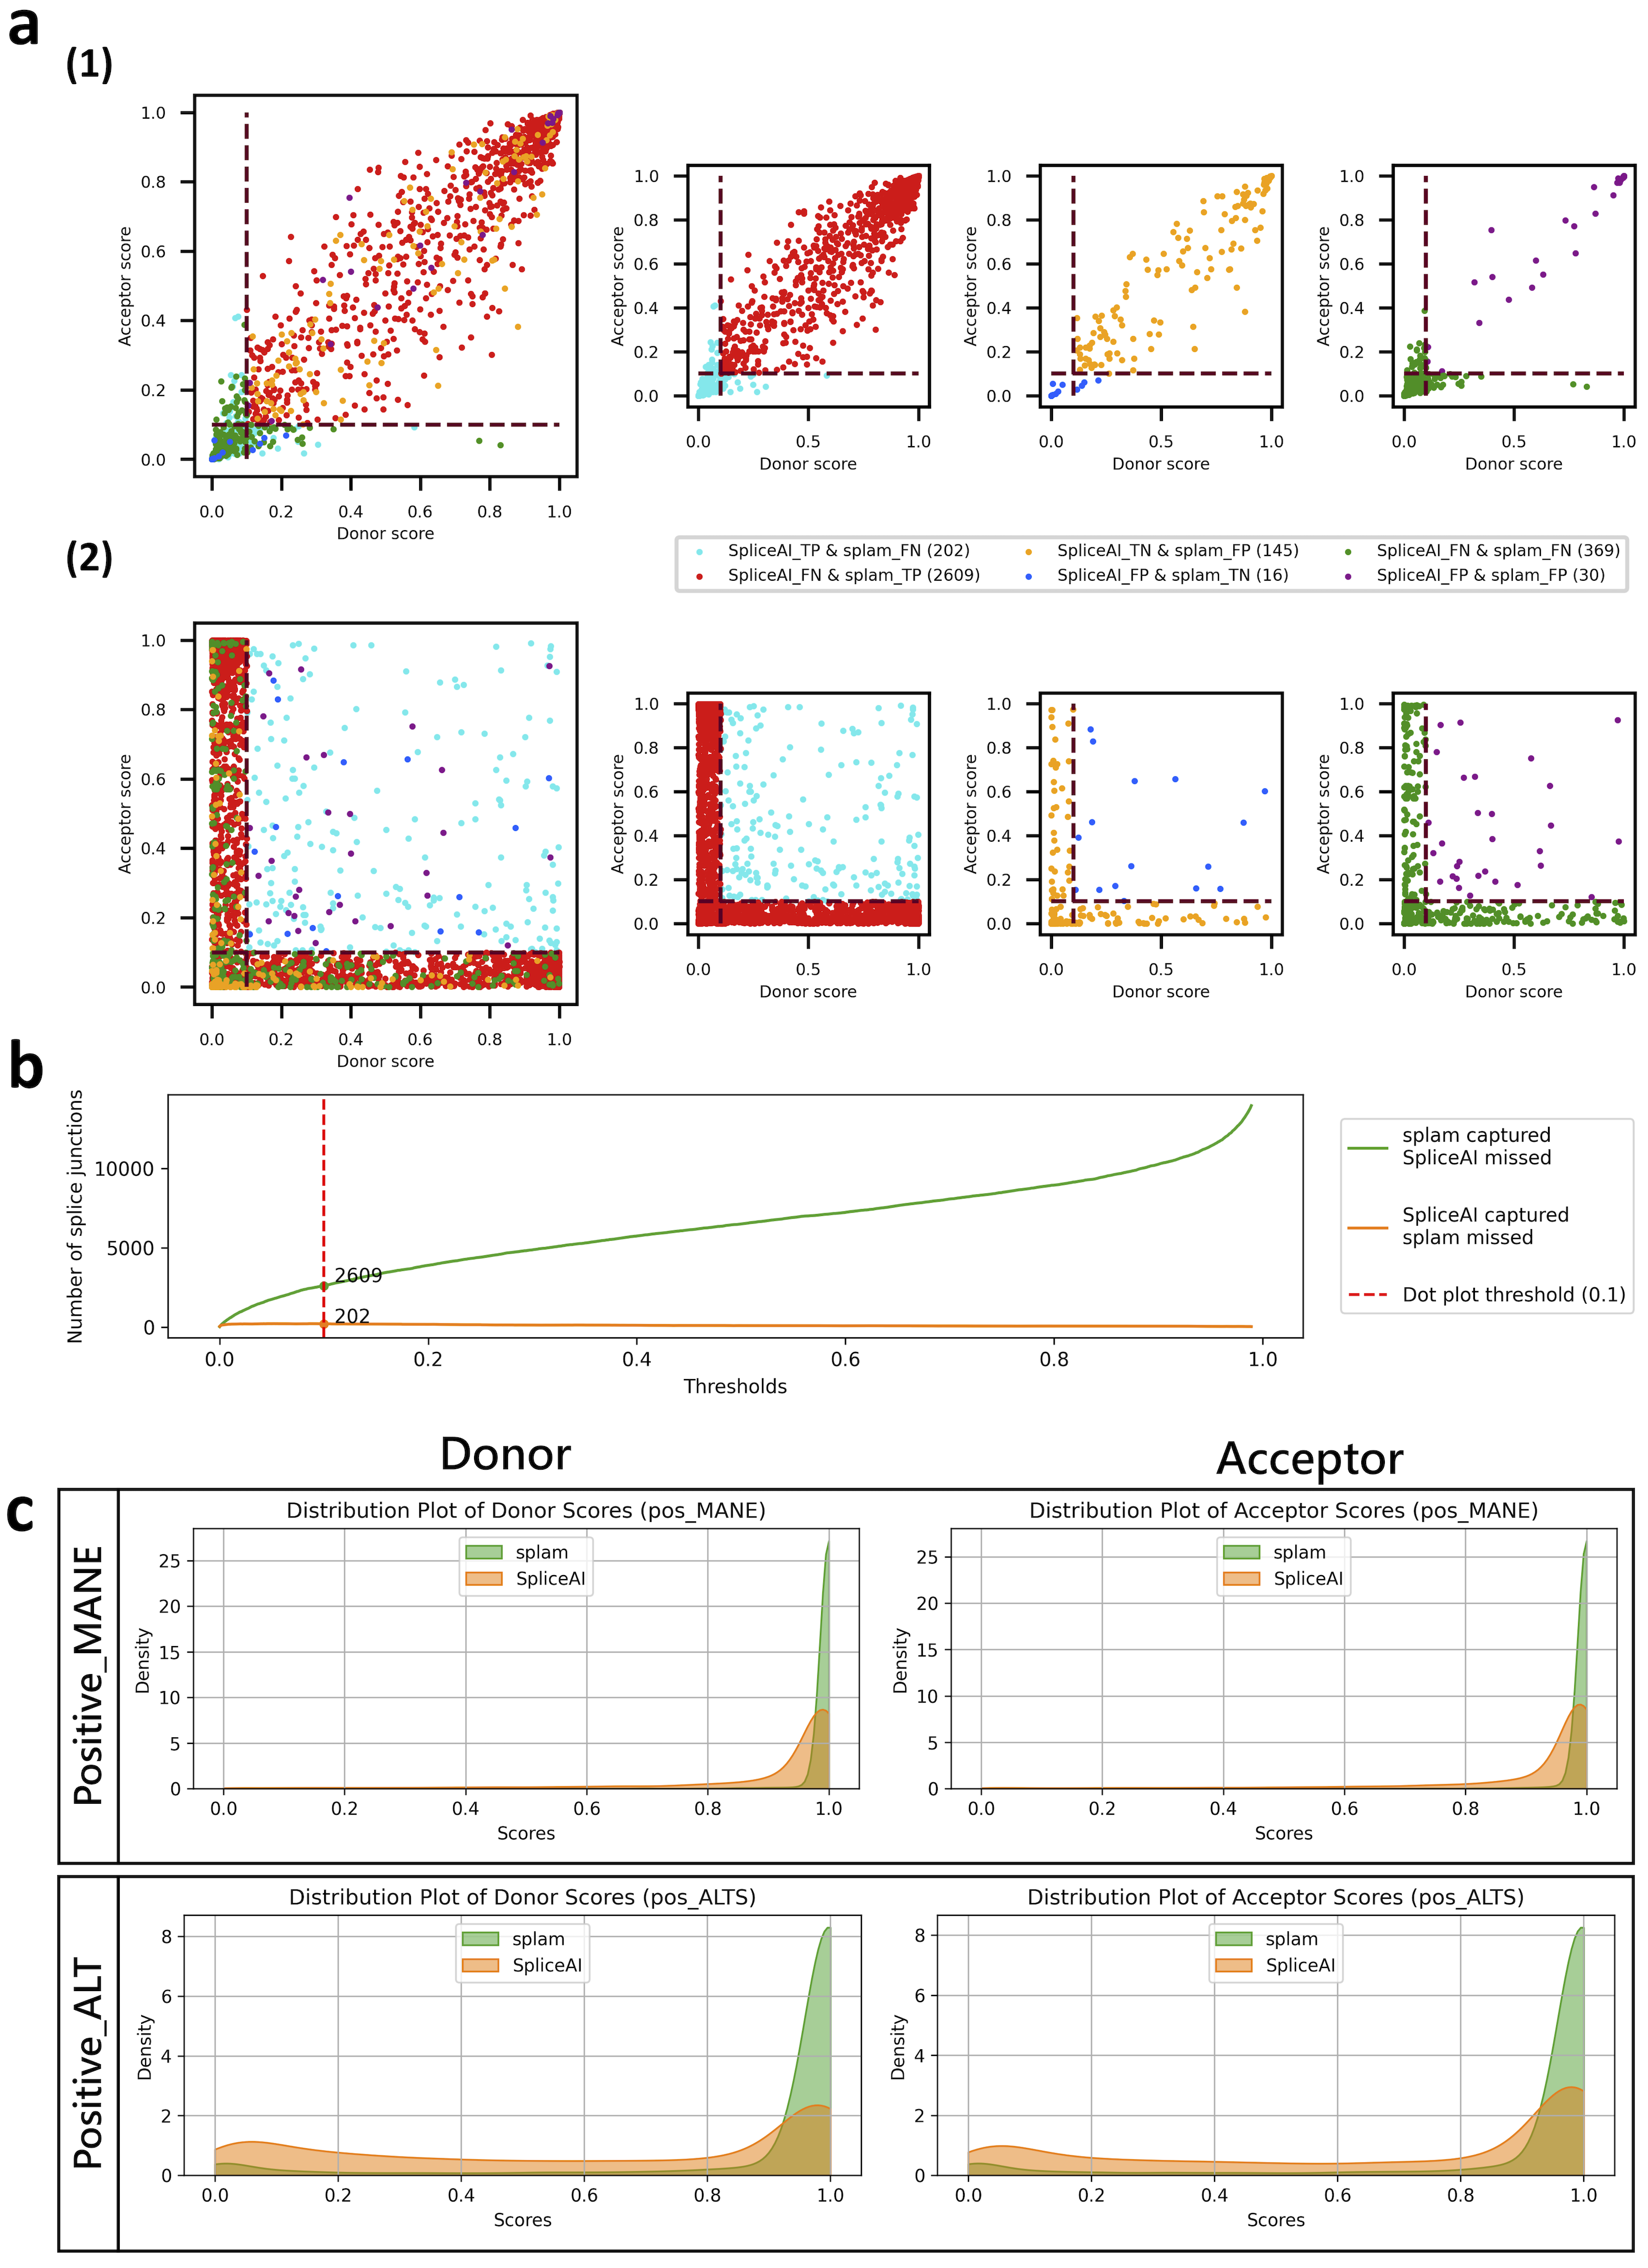 a
(1)
1.0
0.8
0.6
0.4
0.2
0.0
Acceptor score
0.0 0.2 0.4 0.6 0.8 1.0
Donor score
1.0
0.8
0.6
0.4
0.2
0.0
Acceptor score
0.0 0.5 1.0
Donor score
1.0
0.8
0.6
0.4
0.2
0.0
Acceptor score
0.0 0.5 1.0
Donor score
1.0
0.8
0.6
0.4
0.2
0.0
Acceptor score
0.0 0.5 1.0
Donor score
SpliceAI_TP & splam_FN (202)
SpliceAI_FN & splam_TP (2609)
SpliceAI_TN & splam_FP (145)
SpliceAI_FP & splam_TN (16)
SpliceAI_FN & splam_FN (369)
SpliceAI_FP & splam_FP (30)
(2)
1.0
0.8
0.6
0.4
0.2
0.0
Acceptor score
0.0 0.2 0.4 0.6 0.8 1.0
Donor score
1.0
0.8
0.6
0.4
0.2
0.0
Acceptor score
0.0 0.5 1.0
Donor score
1.0
0.8
0.6
0.4
0.2
0.0
Acceptor score
0.0 0.5 1.0
Donor score
1.0
0.8
0.6
0.4
0.2
0.0
Acceptor score
0.0 0.5 1.0
Donor score
b
Number of splice junctions
10000
5000
0
2609
202
0.0 0.2 0.4 0.6 0.8 1.0
Thresholds
splam captured
SpliceAI missed
SpliceAI captured
splam missed
Dot plot threshold (0.1)
Donor
Acceptor
c
Positive_MANE
Distribution Plot of Donor Scores (pos_MANE)
splam
SpliceAI
Density
25
20
15
10
5
0
0.0 0.2 0.4 0.6 0.8 1.0
Scores
Distribution Plot of Acceptor Scores (pos_MANE)
splam
SpliceAI
Density
25
20
15
10
5
0
0.0 0.2 0.4 0.6 0.8 1.0
Scores
Positive_ALT
Distribution Plot of Donor Scores (pos_ALTS)
splam
SpliceAI
Density
8
6
4
2
0
0.0 0.2 0.4 0.6 0.8 1.0
Scores
Distribution Plot of Acceptor Scores (pos_ALTS)
splam
SpliceAI
Density
8
6
4
2
0
0.0 0.2 0.4 0.6 0.8 1.0
Scores